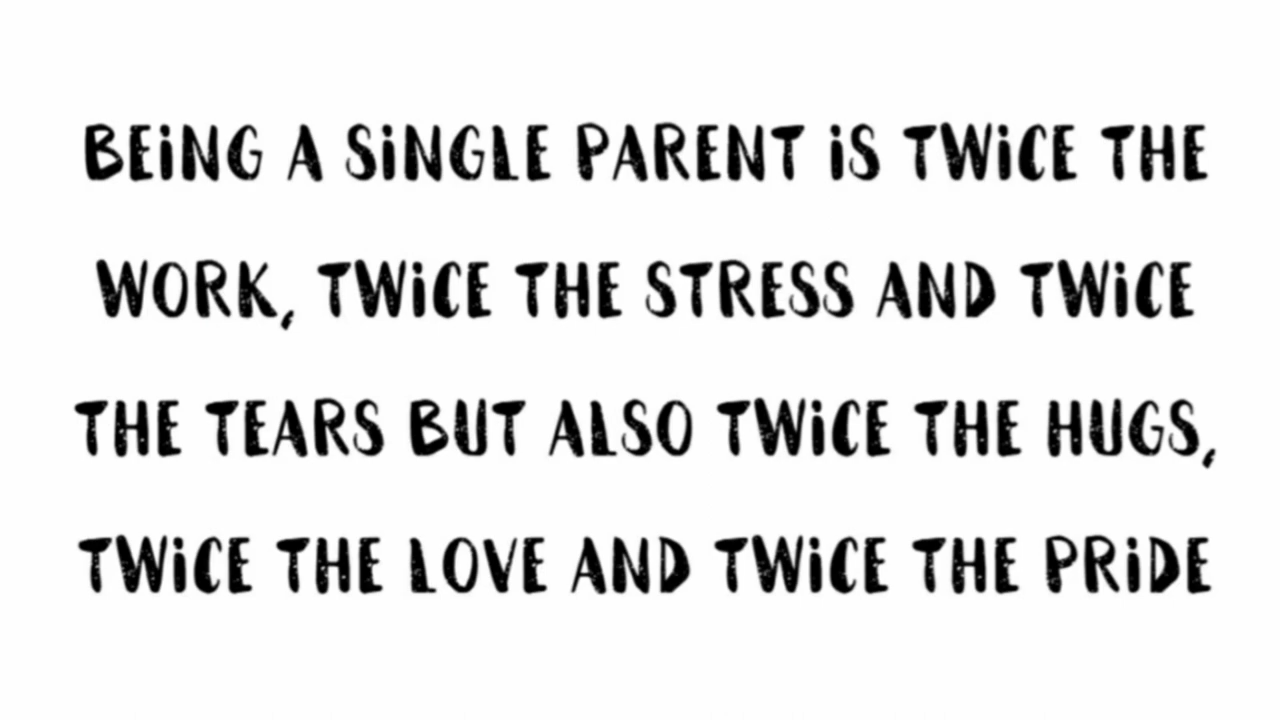 BEiNG A SiNGLE PARENT iS TWiCE THE
WORK, TWiCE THE STRESS AND TWiCE
THE TEARS BUT ALSO TWiCE THE HUGS,
TWiCE THE LOVE AND TWiCE THE PRiDE